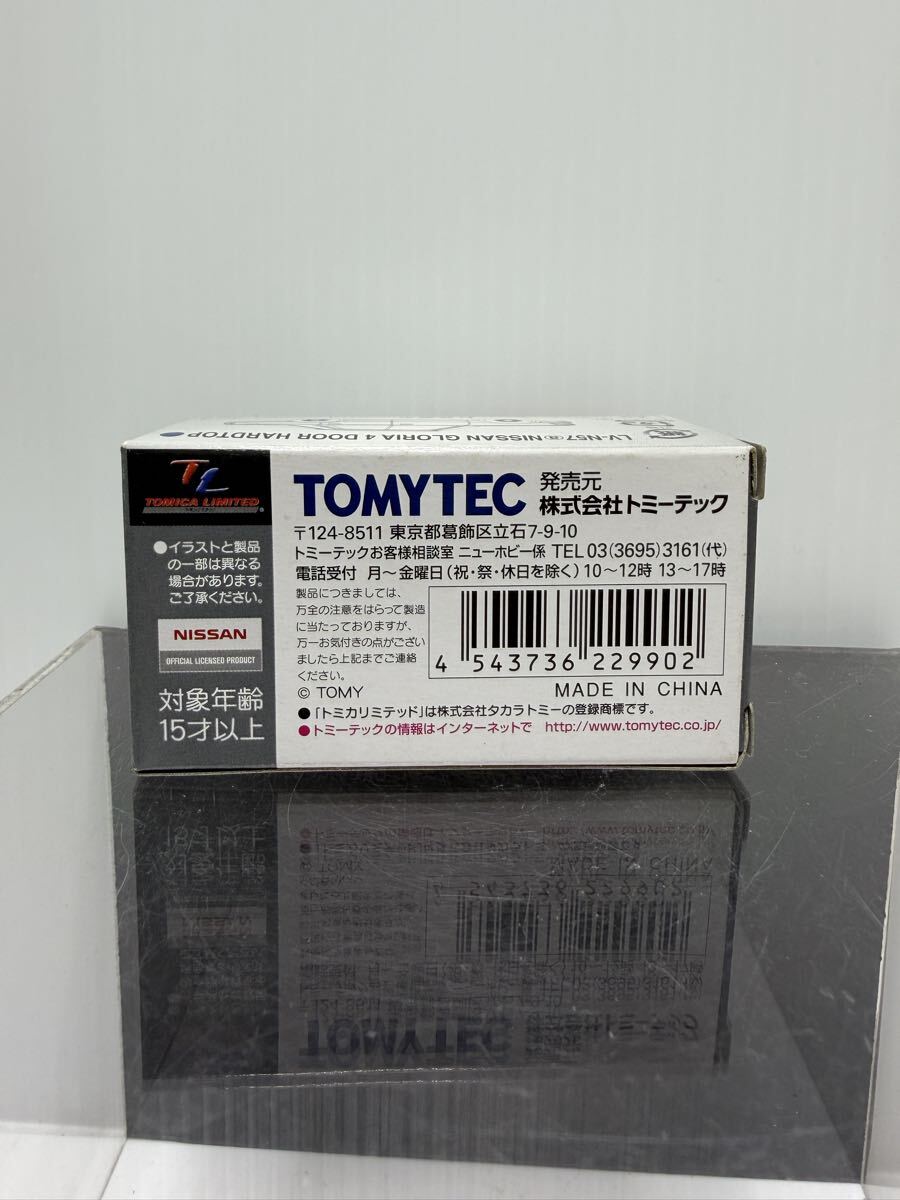 LV-N57ⓐNISSAN GLORIA 4 DOOR HARDTOP●
TL
TOMICA LIMITED
●イラストと製品
の一部は異なる
場合があります。
ご了承ください。
NISSAN
OFFICIAL LICENSED PRODUCT
対象年齢
15才以上
TOMYTEC
発売元
株式会社トミーテック
〒124-8511 東京都葛飾区立石7-9-10
トミーテックお客様相談室 ニューホビー係 TEL 03(3695)3161(代)
電話受付 月～金曜日(祝・祭・休日を除く)10～12時 13～17時
製品につきましては、
万全の注意をはらって製造
に当たっておりますが、
万一お気付きの点がござい
ましたら上記までご連絡
ください。
4 543736 229902
© TOMY
MADE IN CHINA
●「トミカリミテッド」は株式会社タカラトミーの登録商標です。
●トミーテックの情報はインターネットで http://www.tomytec.co.jp/